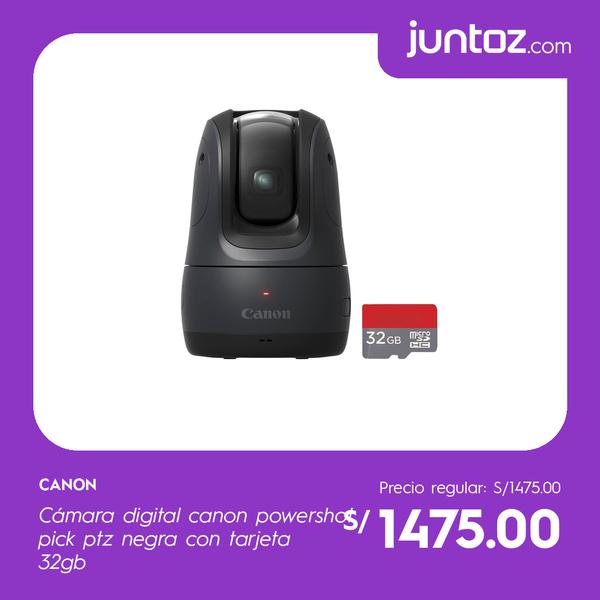 juntoz.com
Canon
32GB
micro
HC
CANON
Cámara digital canon powershot
pick ptz negra con tarjeta
32gb
Precio regular: S/1475.00
S/ 1475.00